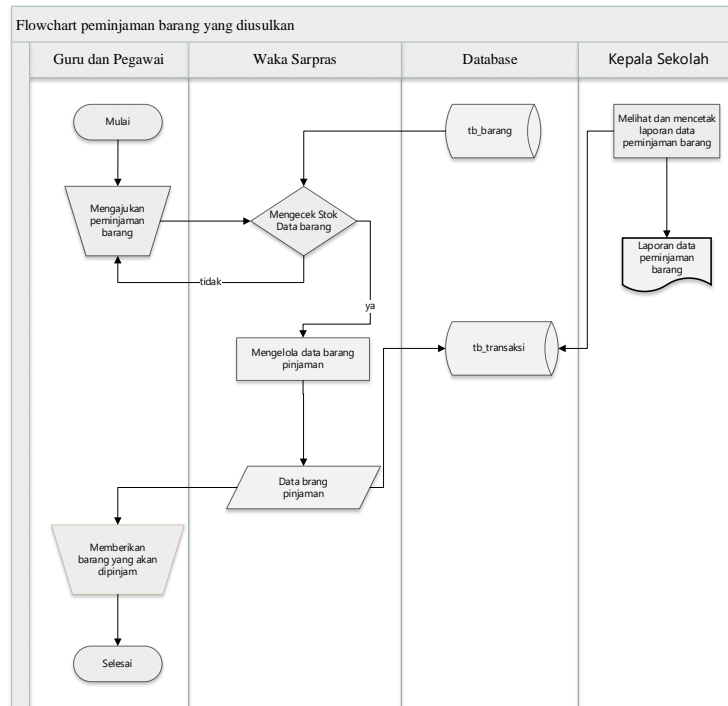 Flowchart peminjaman barang yang diusulkan
Guru dan Pegawai
Waka Sarpras
Database
Kepala Sekolah
Mulai
tb_barang
Melihat dan mencetak
laporan data
peminjaman barang
Mengajukan
peminjaman
barang
Mengecek Stok
Data barang
Laporan data
peminjaman
barang
tidak
ya
Mengelola data barang
pinjaman
tb_transaksi
Data brang
pinjaman
Memberikan
barang yang akan
dipinjam
Selesai